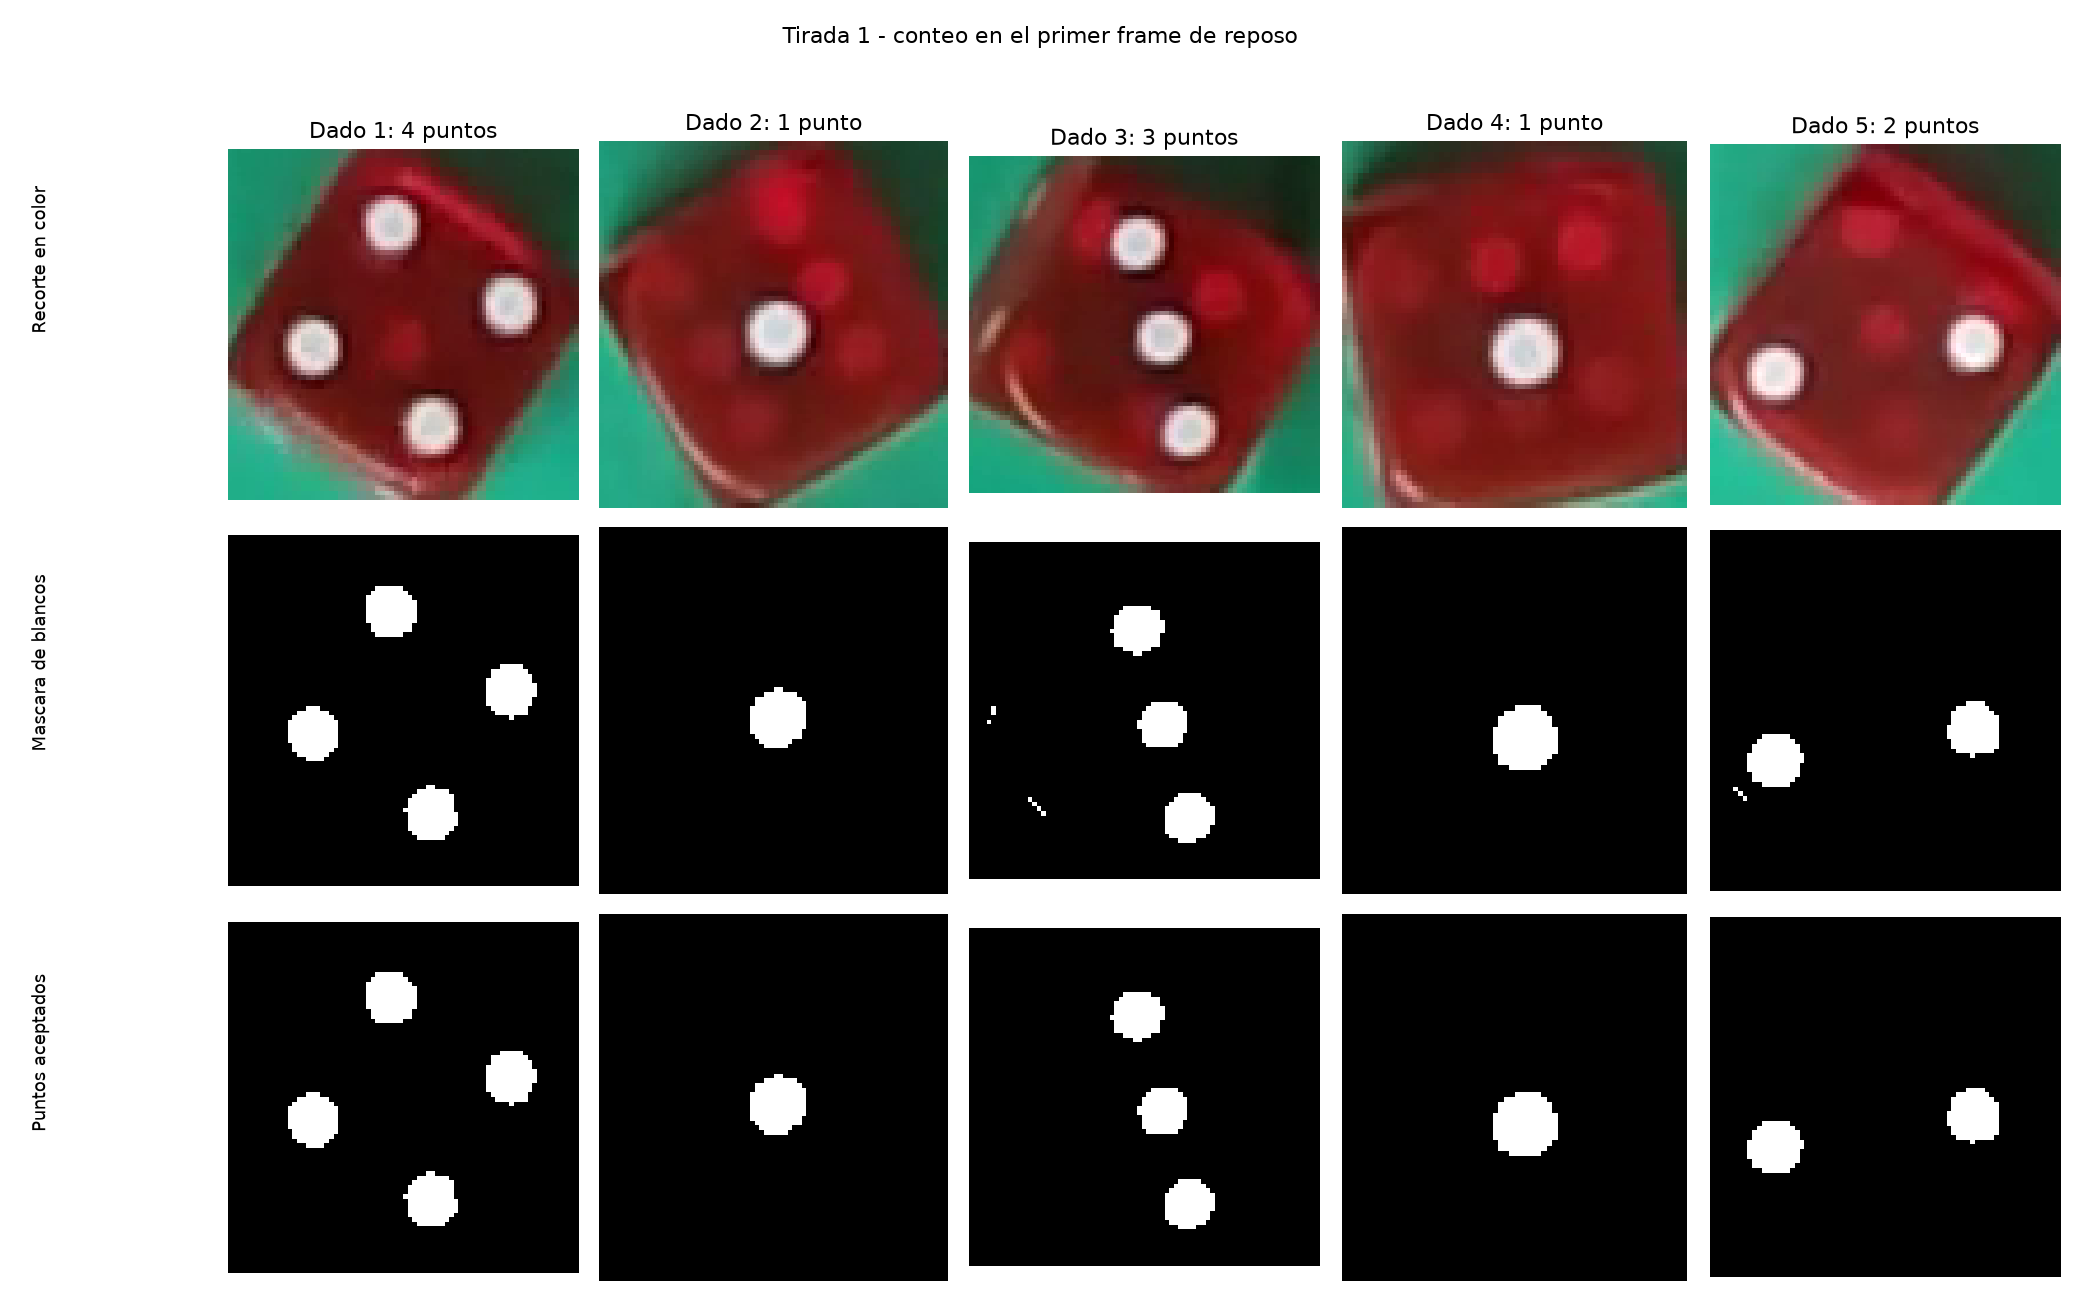 Tirada 1 - conteo en el primer frame de reposo
Dado 1: 4 puntos
Dado 2: 1 punto
Dado 3: 3 puntos
Dado 4: 1 punto
Dado 5: 2 puntos
Recorte en color
Mascara de blancos
Puntos aceptados